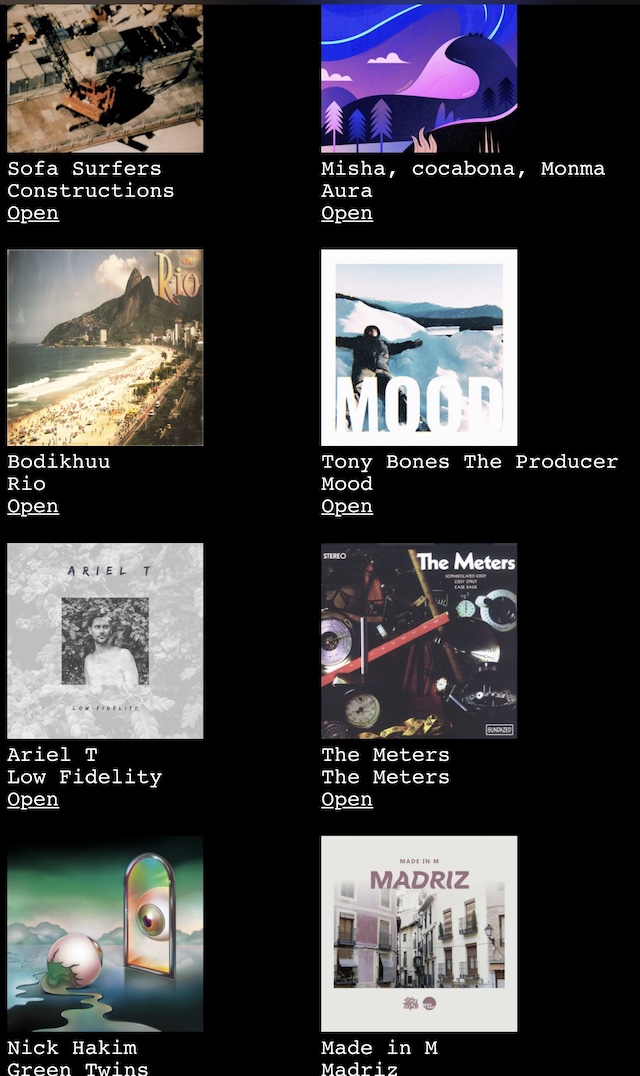 Sofa Surfers
Constructions
Open
Misha, cocabona, Monma
Aura
Open
Rio
Bodikhuu
Rio
Open
MOOD
Tony Bones The Producer
Mood
Open
ARIEL T
LOW FIDELITY
Ariel T
Low Fidelity
Open
STEREO
The Meters
SOPHISTICATED CISSY
CISSY STRUT
EASE BACK
SUNDAZED
The Meters
The Meters
Open
Nick Hakim
Green Twins
MADE IN M
MADRIZ
Made in M
Madriz